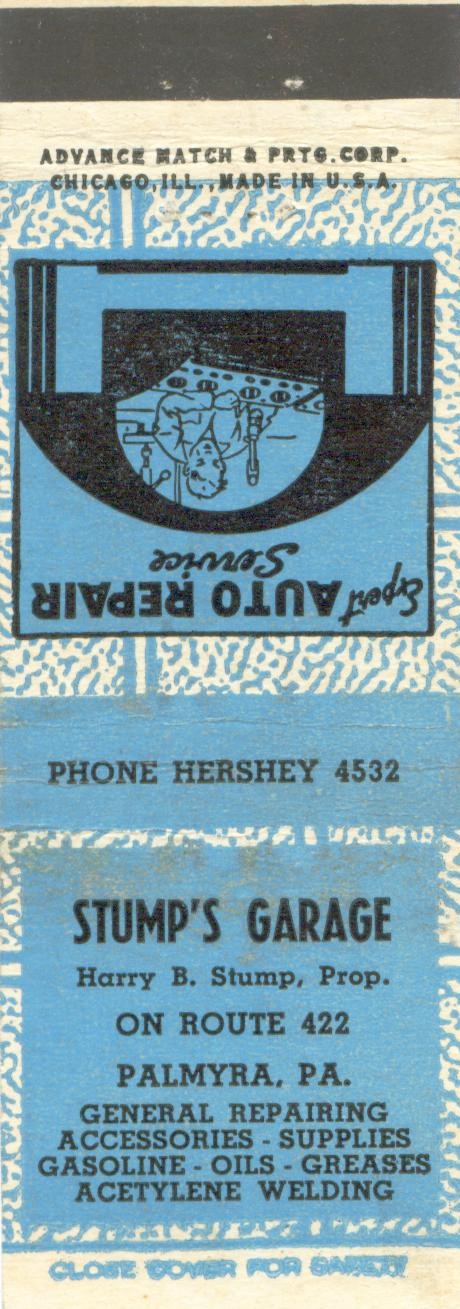 ADVANCE MATCH & PRTG. CORP.
CHICAGO, ILL., MADE IN U.S.A.
Expert AUTO REPAIR
Service
PHONE HERSHEY 4532
STUMP'S GARAGE
Harry B. Stump, Prop.
ON ROUTE 422
PALMYRA, PA.
GENERAL REPAIRING
ACCESSORIES - SUPPLIES
GASOLINE - OILS - GREASES
ACETYLENE WELDING
CLOSE COVER FOR SAFETY